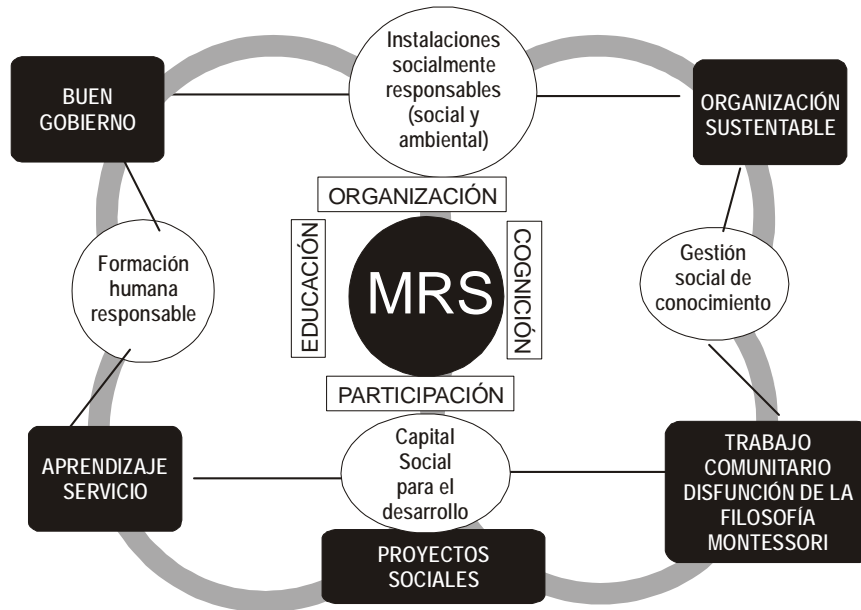 Instalaciones
socialmente
responsables
(social y
ambiental)
BUEN
GOBIERNO
ORGANIZACIÓN
SUSTENTABLE
ORGANIZACIÓN
EDUCACIÓN
MRS
COGNICIÓN
Formación
humana
responsable
Gestión
social de
conocimiento
PARTICIPACIÓN
Capital
Social
para el
desarrollo
APRENDIZAJE
SERVICIO
TRABAJO
COMUNITARIO
DISFUNCIÓN DE LA
FILOSOFÍA
MONTESSORI
PROYECTOS
SOCIALES